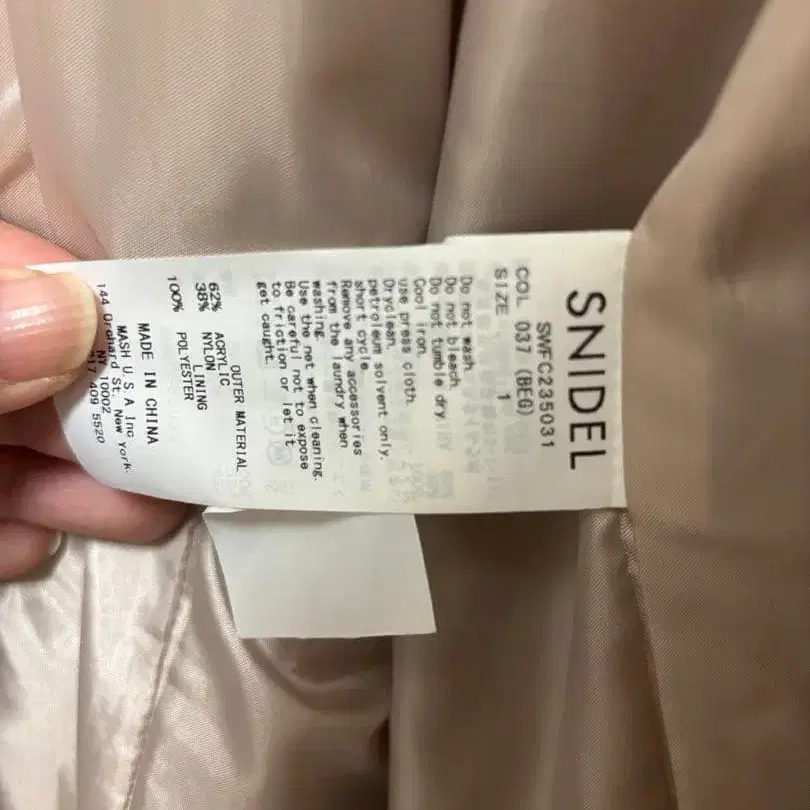 SNIDEL
SWFC235031
COL 037 (BEG)
SIZE 1
Do not wash.
Do not bleach.
Do not tumble dry.
Cool iron.
use press cloth.
Dryclean.
petroleum solvent only.
short cycle.
Remove any accessories
from the laundry when
washing.
Use the net when cleaning.
Be careful not to expose
to friction or let it
get caught.
OUTER MATERIAL
62% ACRYLIC
38% NYLON
LINING
100% POLYESTER
MADE IN CHINA
MASH U.S.A Inc.
144 Orchard St. New York.
NY 10002
17 409 5520